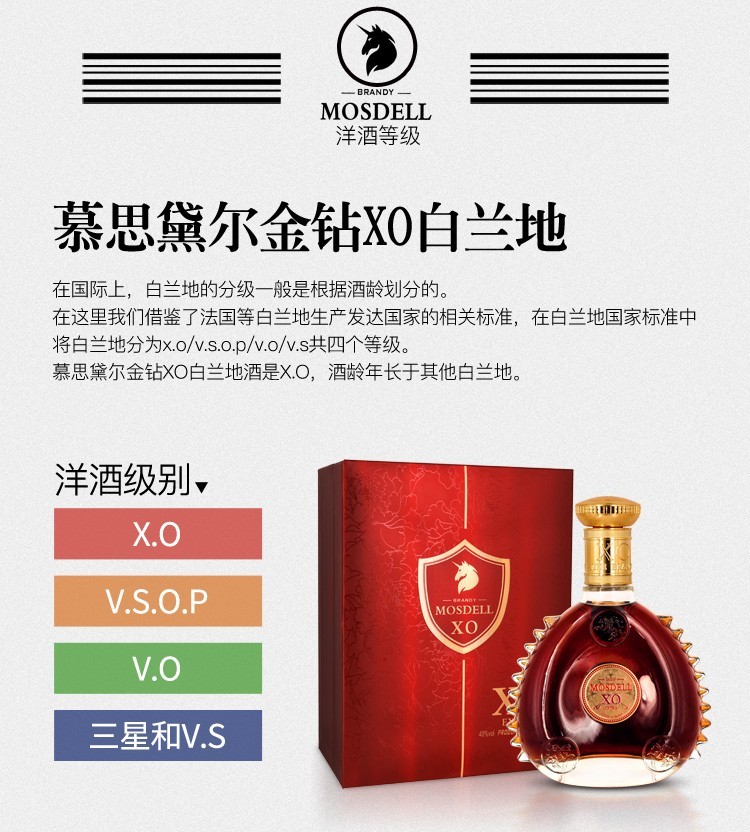 BRANDY
MOSDELL
洋酒等级
慕思黛尔金钻XO白兰地
在国际上，白兰地的分级一般是根据酒龄划分的。
在这里我们借鉴了法国等白兰地生产发达国家的相关标准，在白兰地国家标准中
将白兰地分为x.o/v.s.o.p/v.o/v.s共四个等级。
慕思黛尔金钻XO白兰地酒是X.O，酒龄年长于其他白兰地。
洋酒级别
X.O
V.S.O.P
V.O
三星和V.S
BRANDY
MOSDELL
XO
X
40%vol
XO
MOSDELL
XO